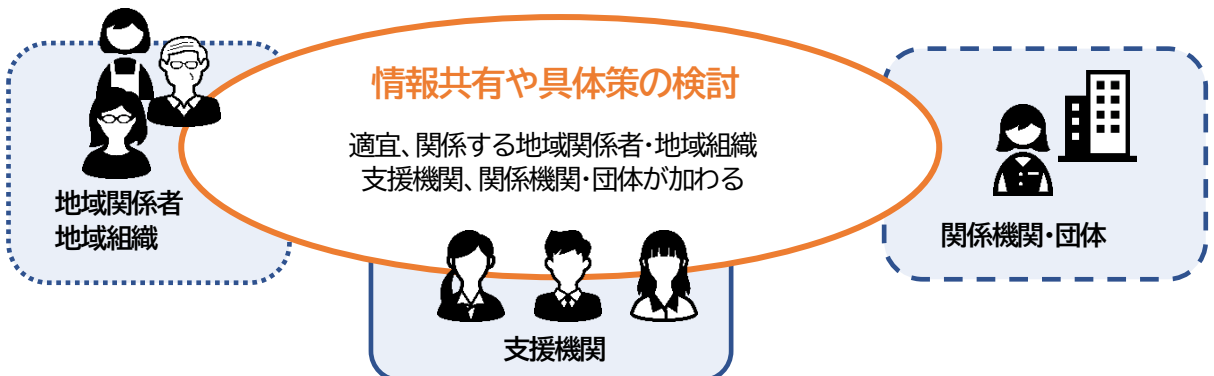 情報共有や具体策の検討
適宜、関係する地域関係者・地域組織
支援機関、関係機関・団体が加わる
地域関係者
地域組織
関係機関・団体
支援機関